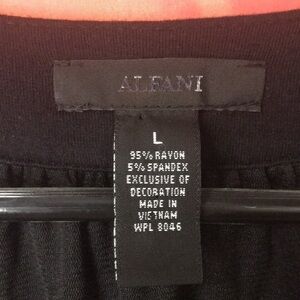 ALFANI
L
95% RAYON
5% SPANDEX
EXCLUSIVE OF
DECORATION
MADE IN
VIETNAM
WPL 8046